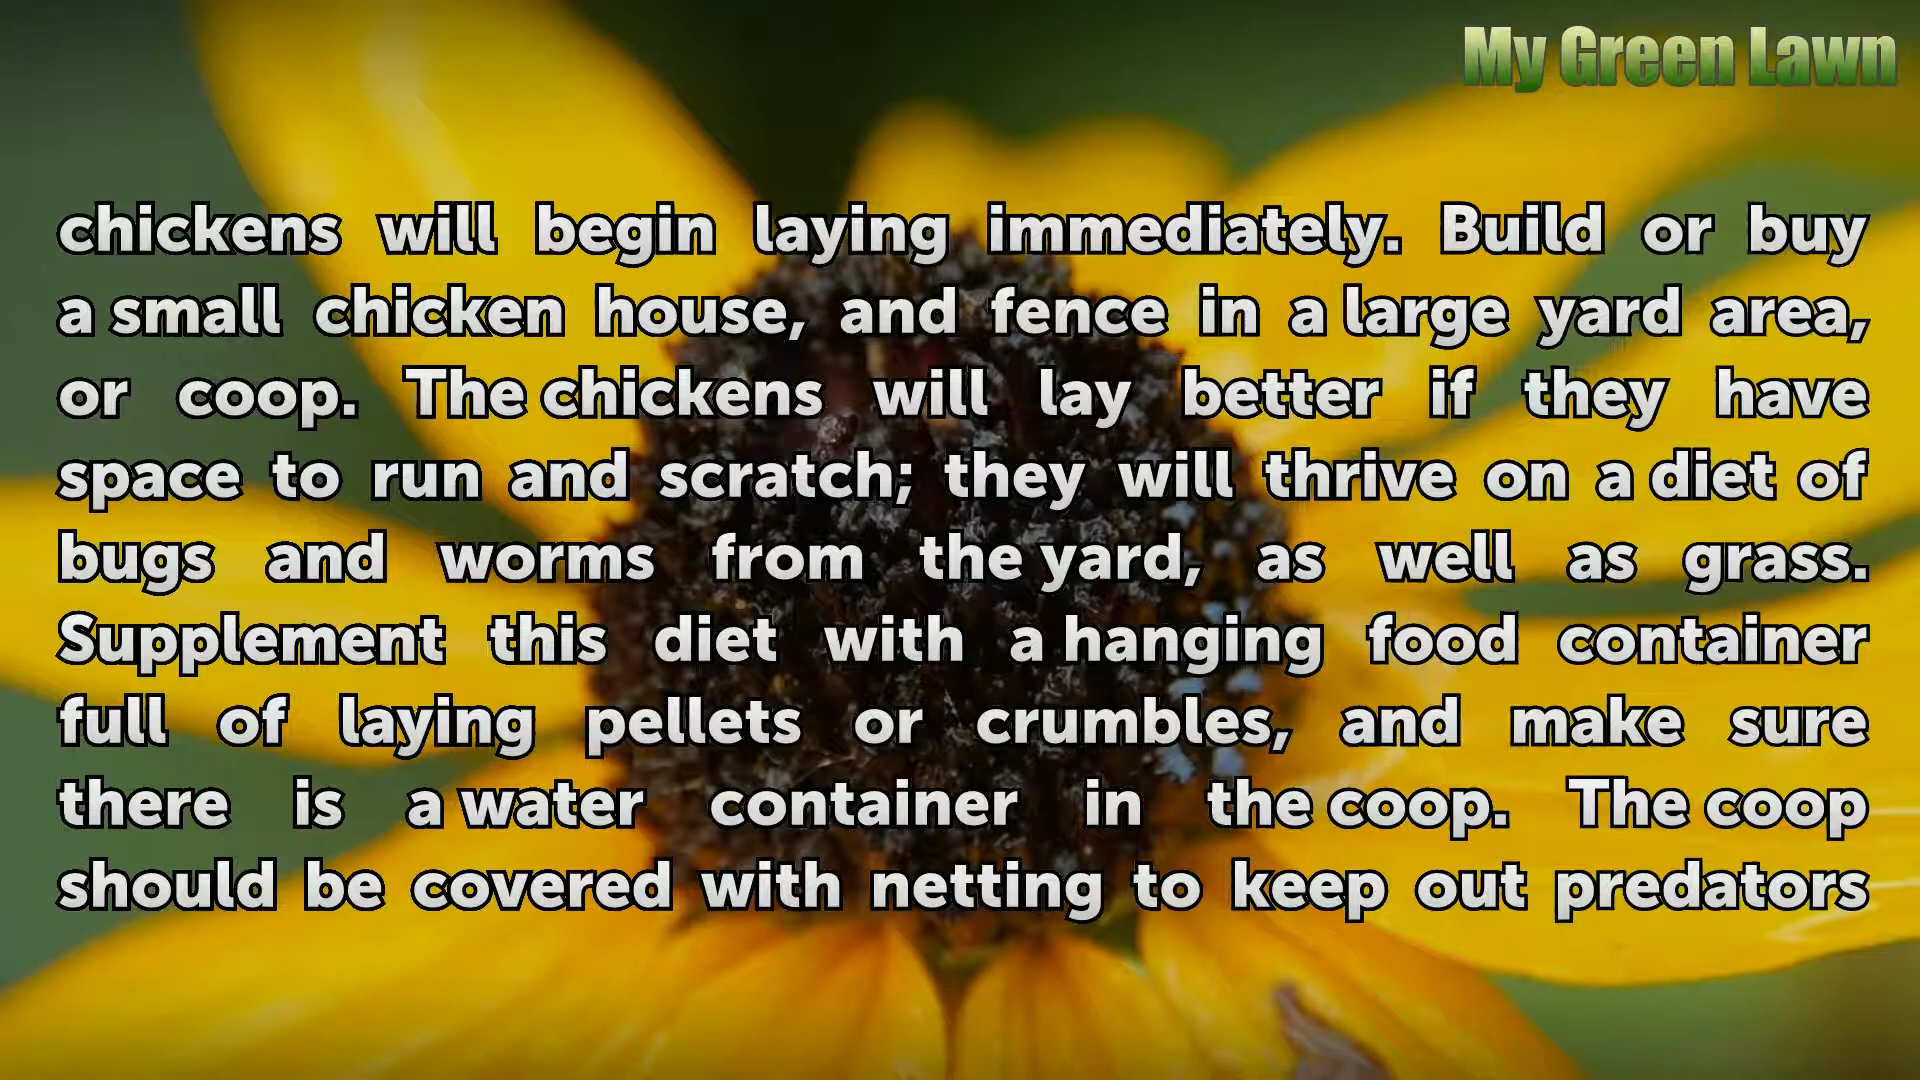 My Green Lawn
chickens will begin laying immediately. Build or buy
a small chicken house, and fence in a large yard area,
or coop. The chickens will lay better if they have
space to run and scratch; they will thrive on a diet of
bugs and worms from the yard, as well as grass.
Supplement this diet with a hanging food container
full of laying pellets or crumbles, and make sure
there is a water container in the coop. The coop
should be covered with netting to keep out predators